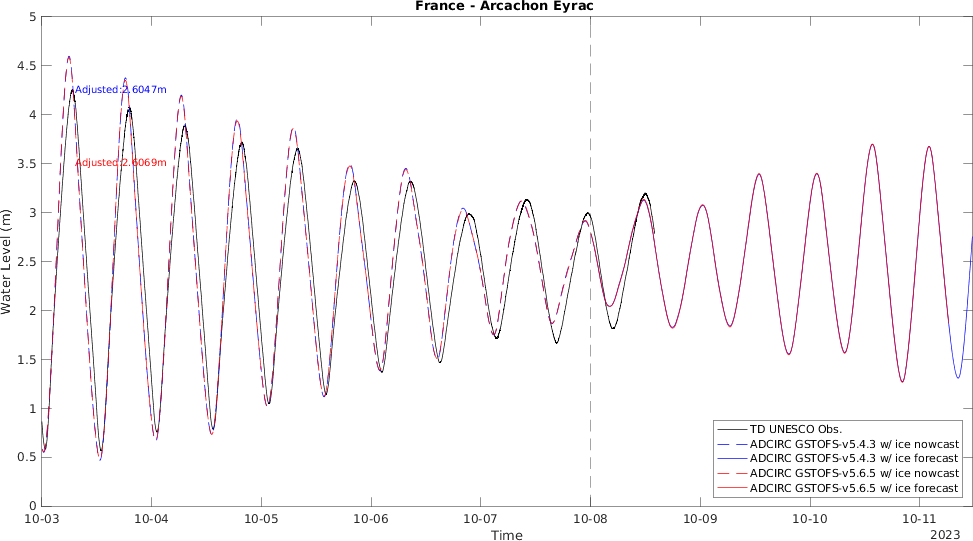 France - Arcachon Eyrac
5
4.5
4
3.5
3
2.5
2
1.5
1
0.5
0
Water Level (m)
Adjusted:2.6047m
Adjusted:2.6069m
TD UNESCO Obs.
ADCIRC GSTOFS-v5.4.3 w/ ice nowcast
ADCIRC GSTOFS-v5.4.3 w/ ice forecast
ADCIRC GSTOFS-v5.6.5 w/ ice nowcast
ADCIRC GSTOFS-v5.6.5 w/ ice forecast
10-03 10-04 10-05 10-06 10-07 10-08 10-09 10-10 10-11
2023
Time